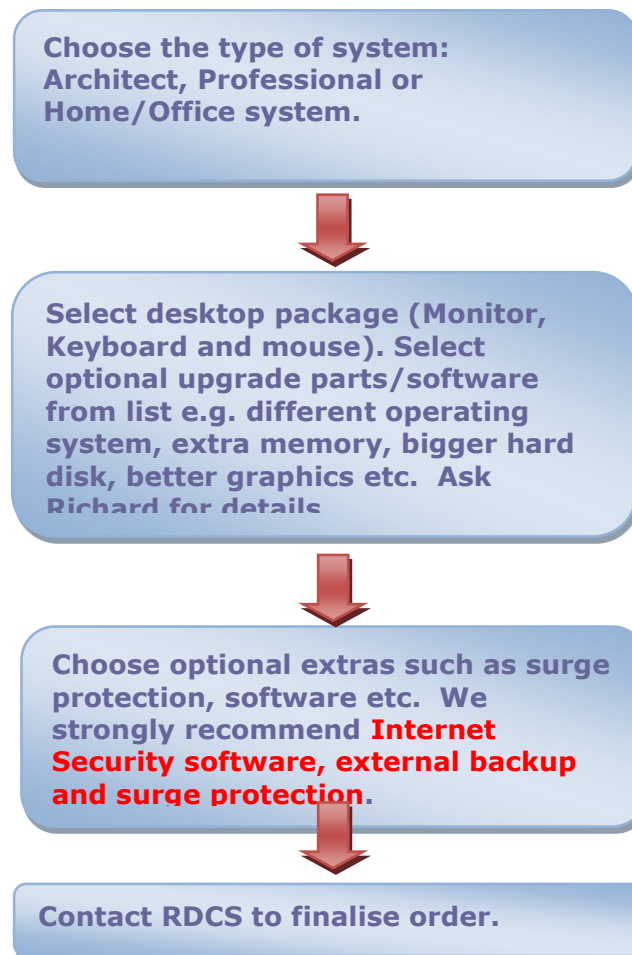 Choose the type of system:
Architect, Professional or
Home/Office system.
Select desktop package (Monitor,
Keyboard and mouse). Select
optional upgrade parts/software
from list e.g. different operating
system, extra memory, bigger hard
disk, better graphics etc.  Ask
Richard for details
Choose optional extras such as surge
protection, software etc.  We
strongly recommend Internet
Security software, external backup
and surge protection.
Contact RDCS to finalise order.